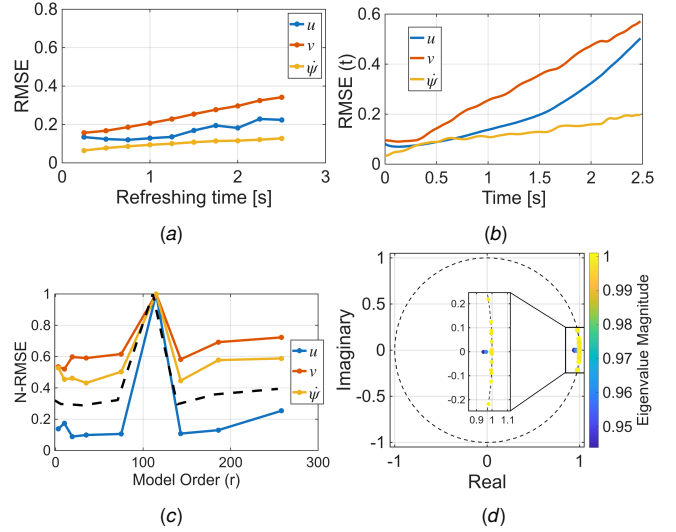 0.8
0.6
0.4
0.2
0
RMSE
0 1 2 3
Refreshing time [s]
u
v
ψ̇
(a)
0.6
0.4
0.2
0
RMSE (t)
0 0.5 1 1.5 2 2.5
Time [s]
u
v
ψ̇
(b)
1
0.8
0.6
0.4
0.2
0
N-RMSE
0 100 200 300
Model Order (r)
u
v
ψ̇
(c)
1
0.5
0
-0.5
-1
Imaginary
-1 0 1
Real
0.2
0.1
0
-0.1
-0.2
0.9 1 1.1
1
0.99
0.98
0.97
0.96
0.95
Eigenvalue Magnitude
(d)